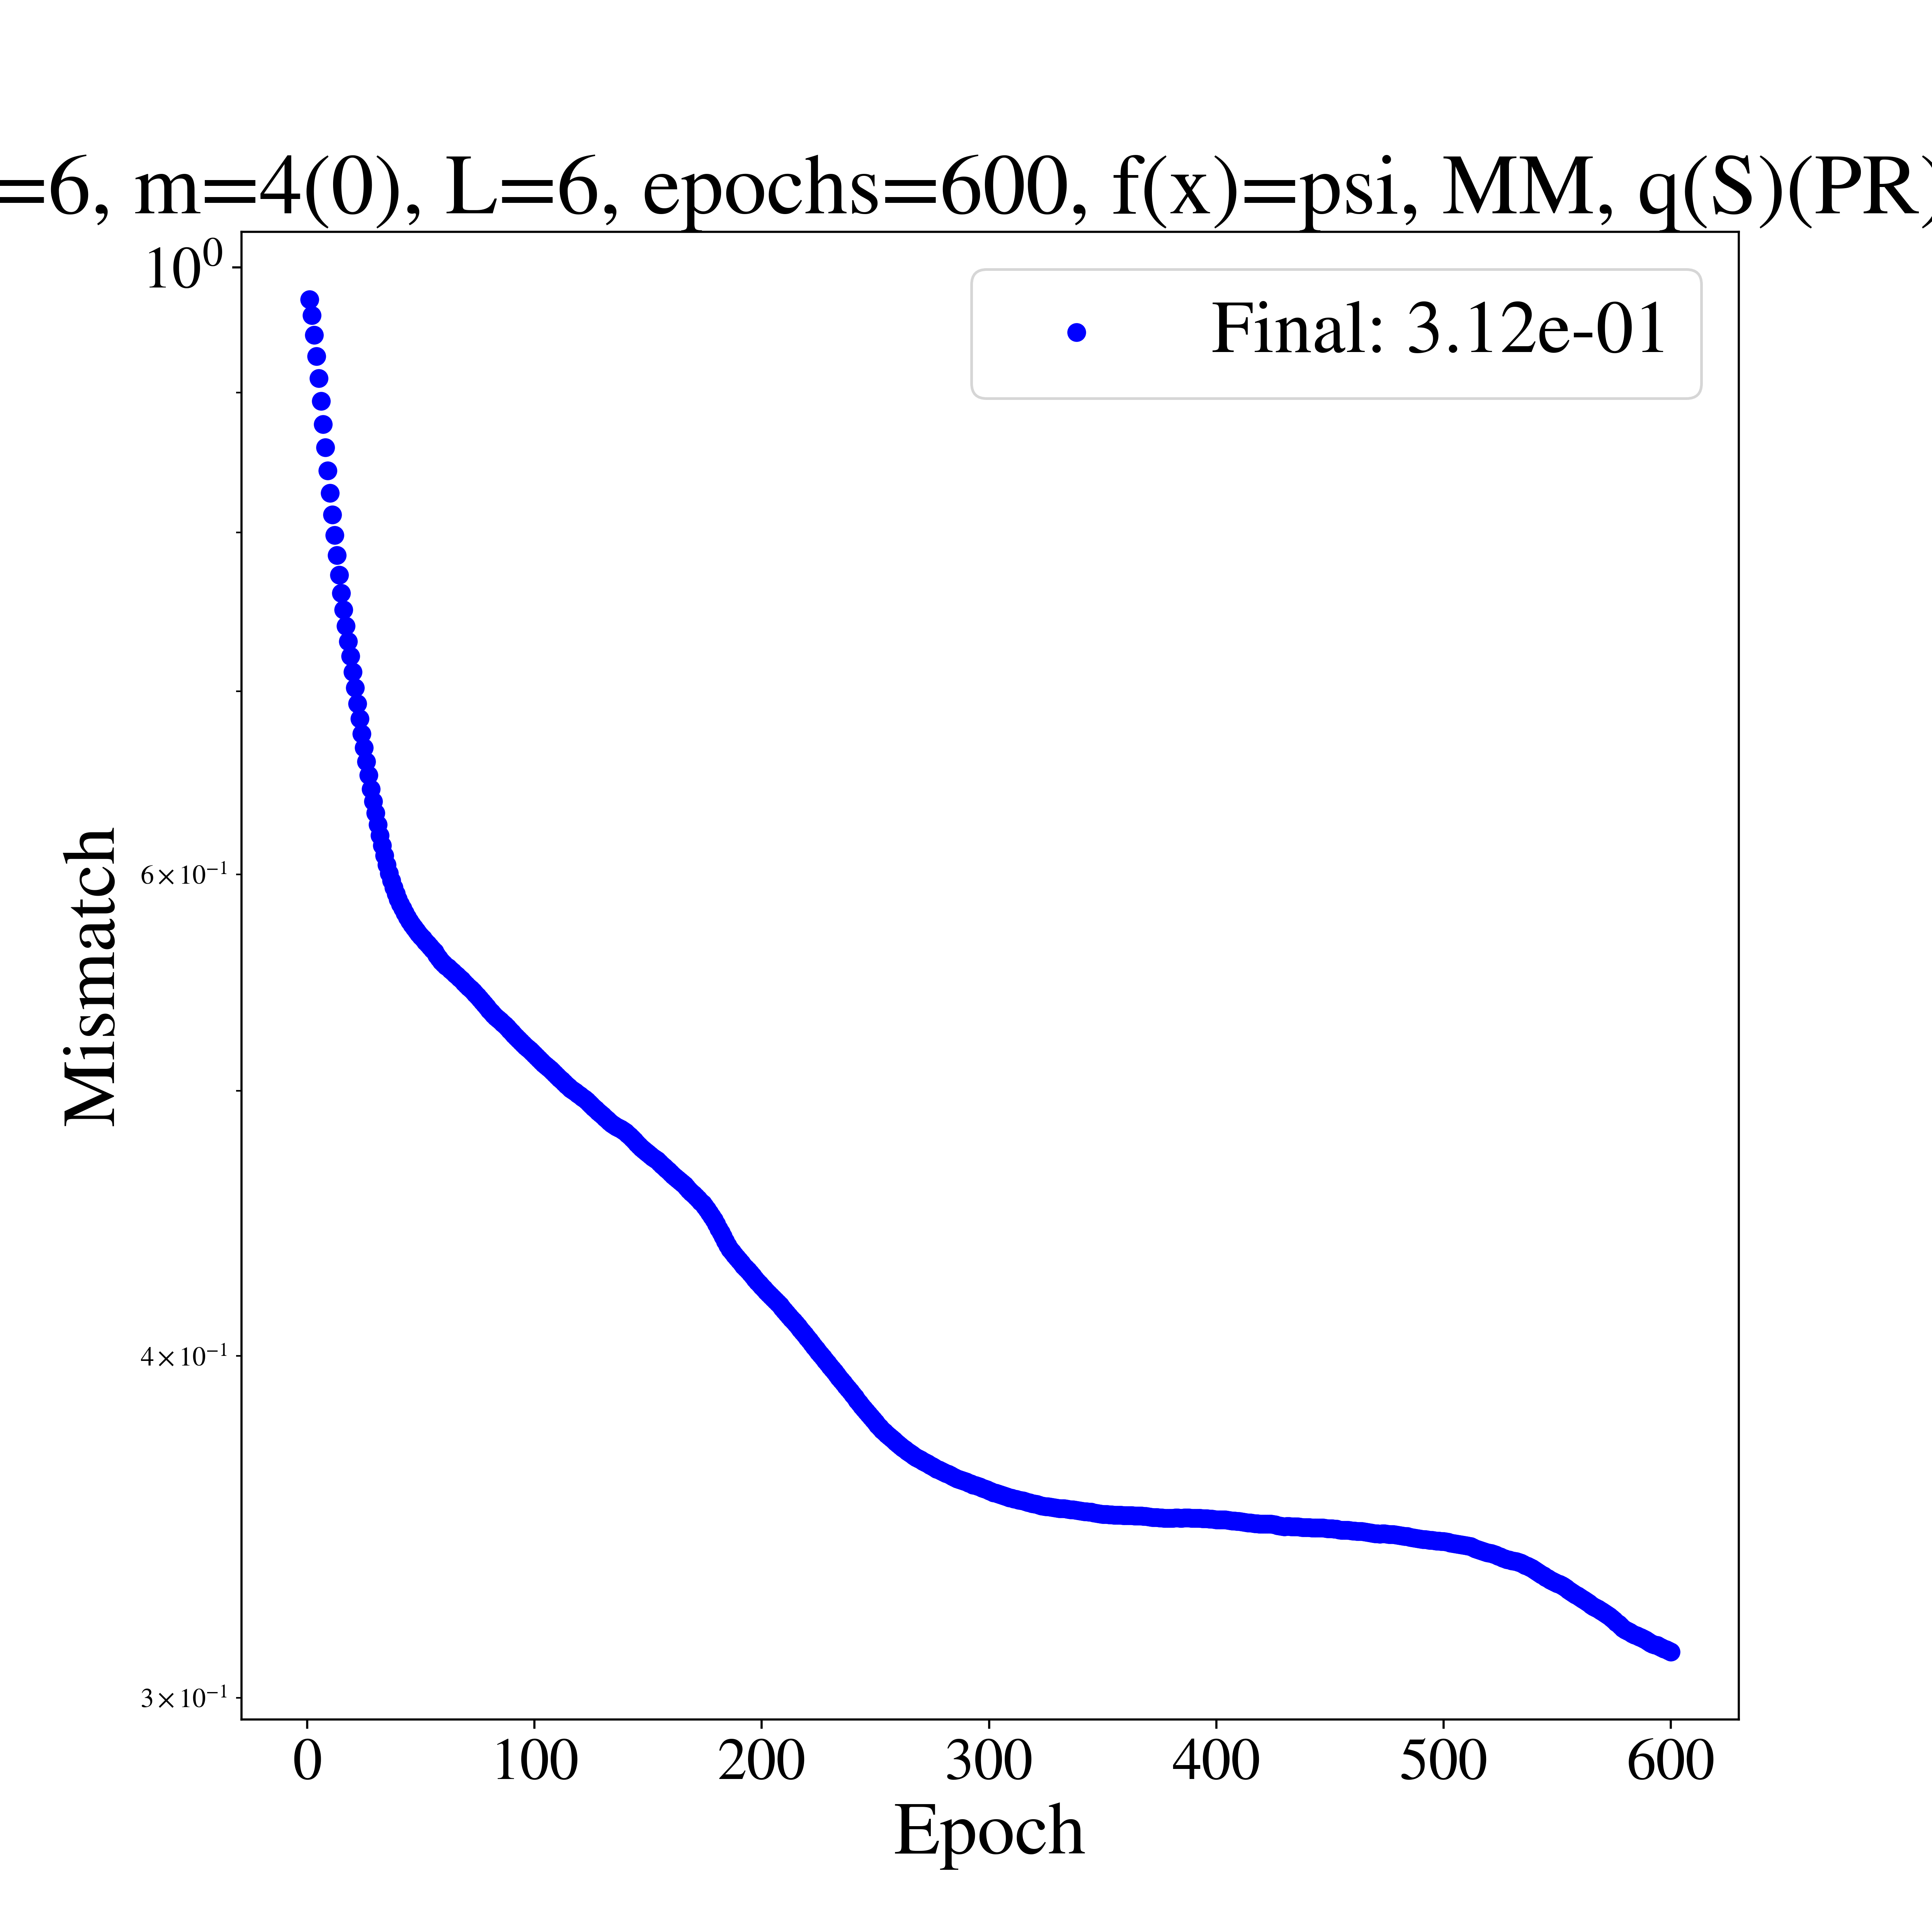 =6, m=4(0), L=6, epochs=600, f(x)=psi, MM, q(S)(PR)
10⁰
Final: 3.12e-01
6×10⁻¹
4×10⁻¹
3×10⁻¹
Mismatch
0 100 200 300 400 500 600
Epoch